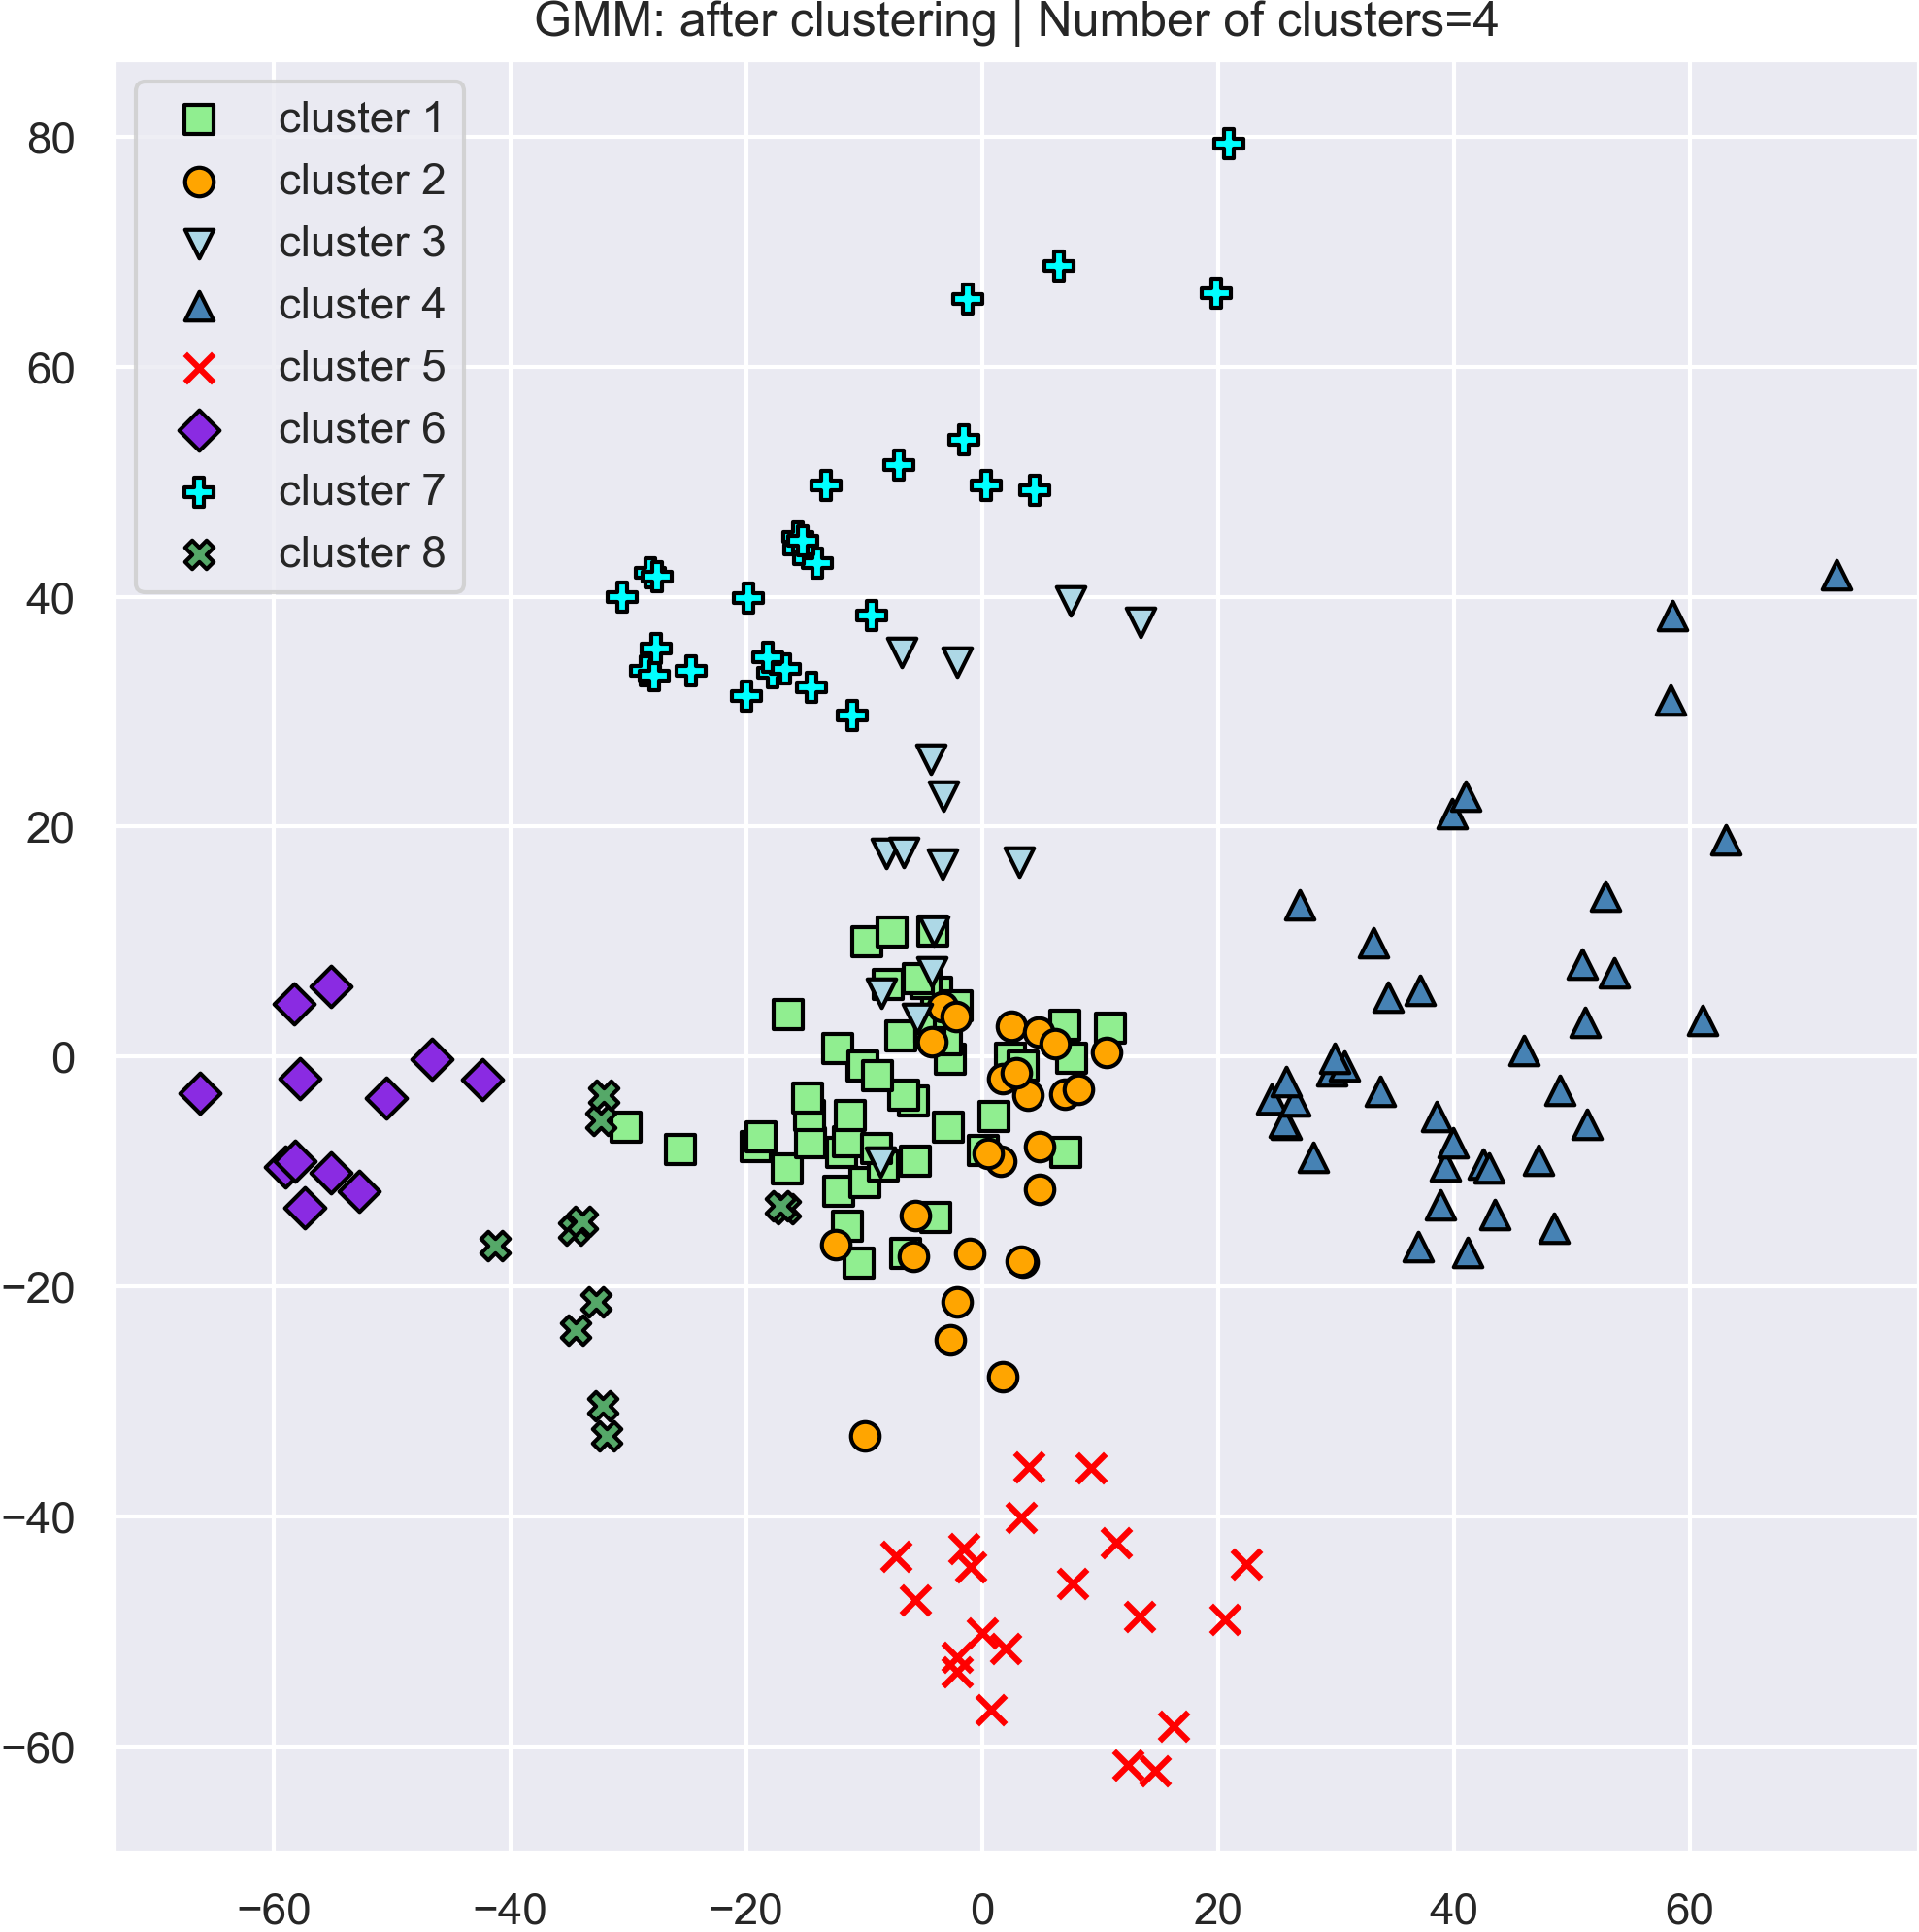 GMM: after clustering | Number of clusters=4
cluster 1
cluster 2
cluster 3
cluster 4
cluster 5
cluster 6
cluster 7
cluster 8
80
60
40
20
0
−20
−40
−60
−60 −40 −20 0 20 40 60